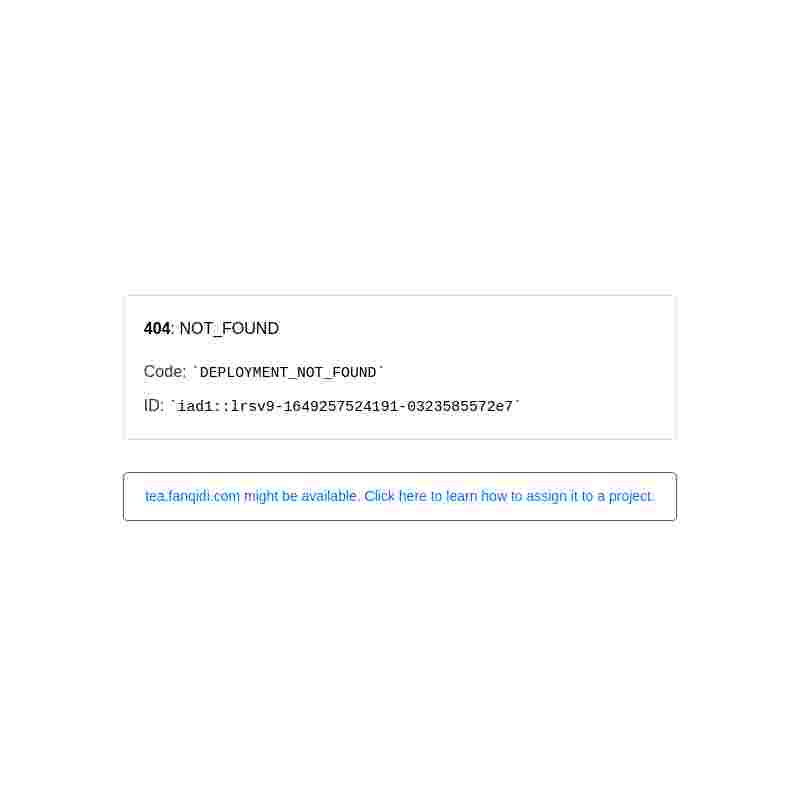 404: NOT_FOUND
Code: `DEPLOYMENT_NOT_FOUND`
ID: `iad1::lrsv9-1649257524191-0323585572e7`
tea.fanqidi.com might be available. Click here to learn how to assign it to a project.